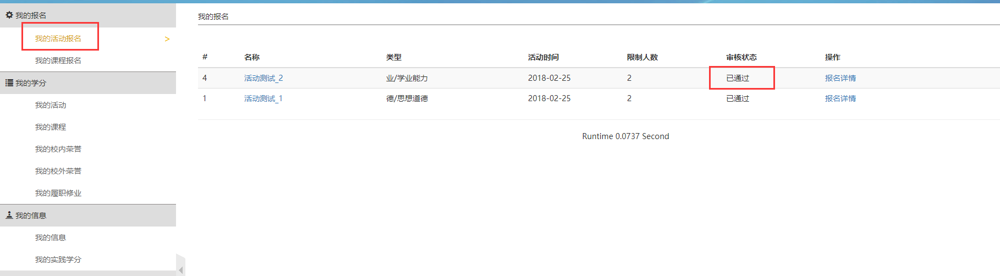 我的报名
我的活动报名 >
我的课程报名
我的学分
我的活动
我的课程
我的校内荣誉
我的校外荣誉
我的履职修业
我的信息
我的信息
我的实践学分
我的报名
# 名称 类型 活动时间 限制人数 审核状态 操作
4 活动测试_2 业/学业能力 2018-02-25 2 已通过 报名详情
1 活动测试_1 德/思想道德 2018-02-25 2 已通过 报名详情
Runtime 0.0737 Second